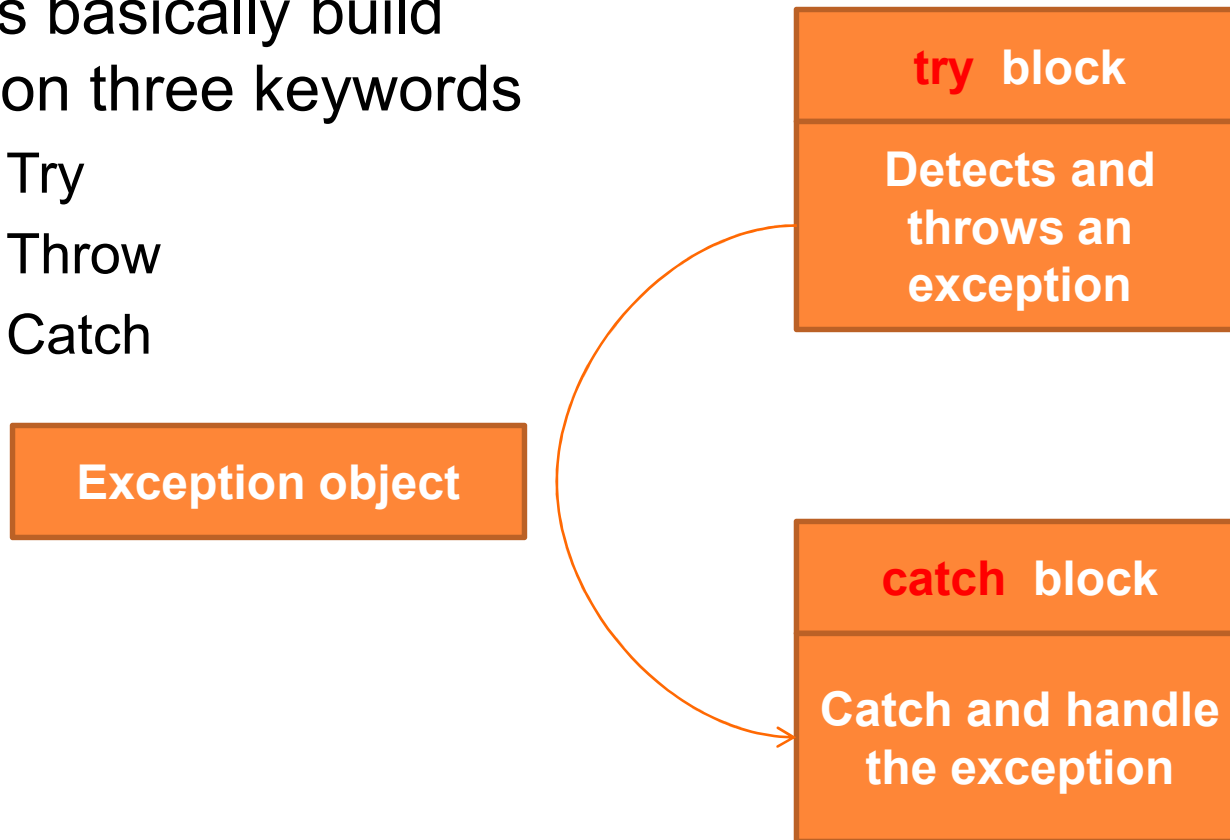 s basically build
on three keywords
Try
Throw
Catch
Exception object
try block
Detects and
throws an
exception
catch block
Catch and handle
the exception